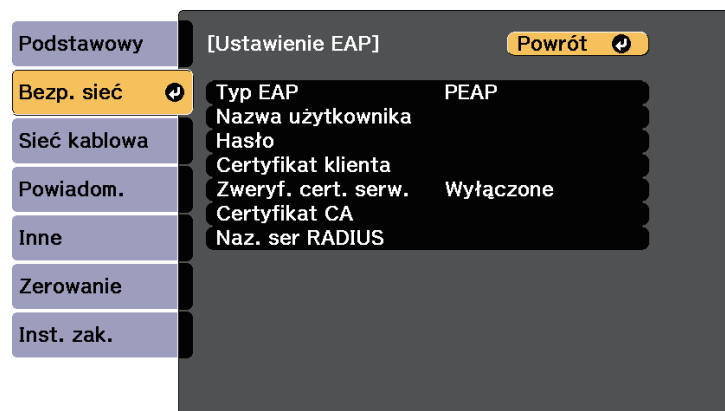 Podstawowy
Bezp. sieć
Sieć kablowa
Powiadom.
Inne
Zerowanie
Inst. zak.
[Ustawienie EAP] Powrót
Typ EAP PEAP
Nazwa użytkownika
Hasło
Certyfikat klienta
Zweryf. cert. serw. Wyłączone
Certyfikat CA
Naz. ser RADIUS